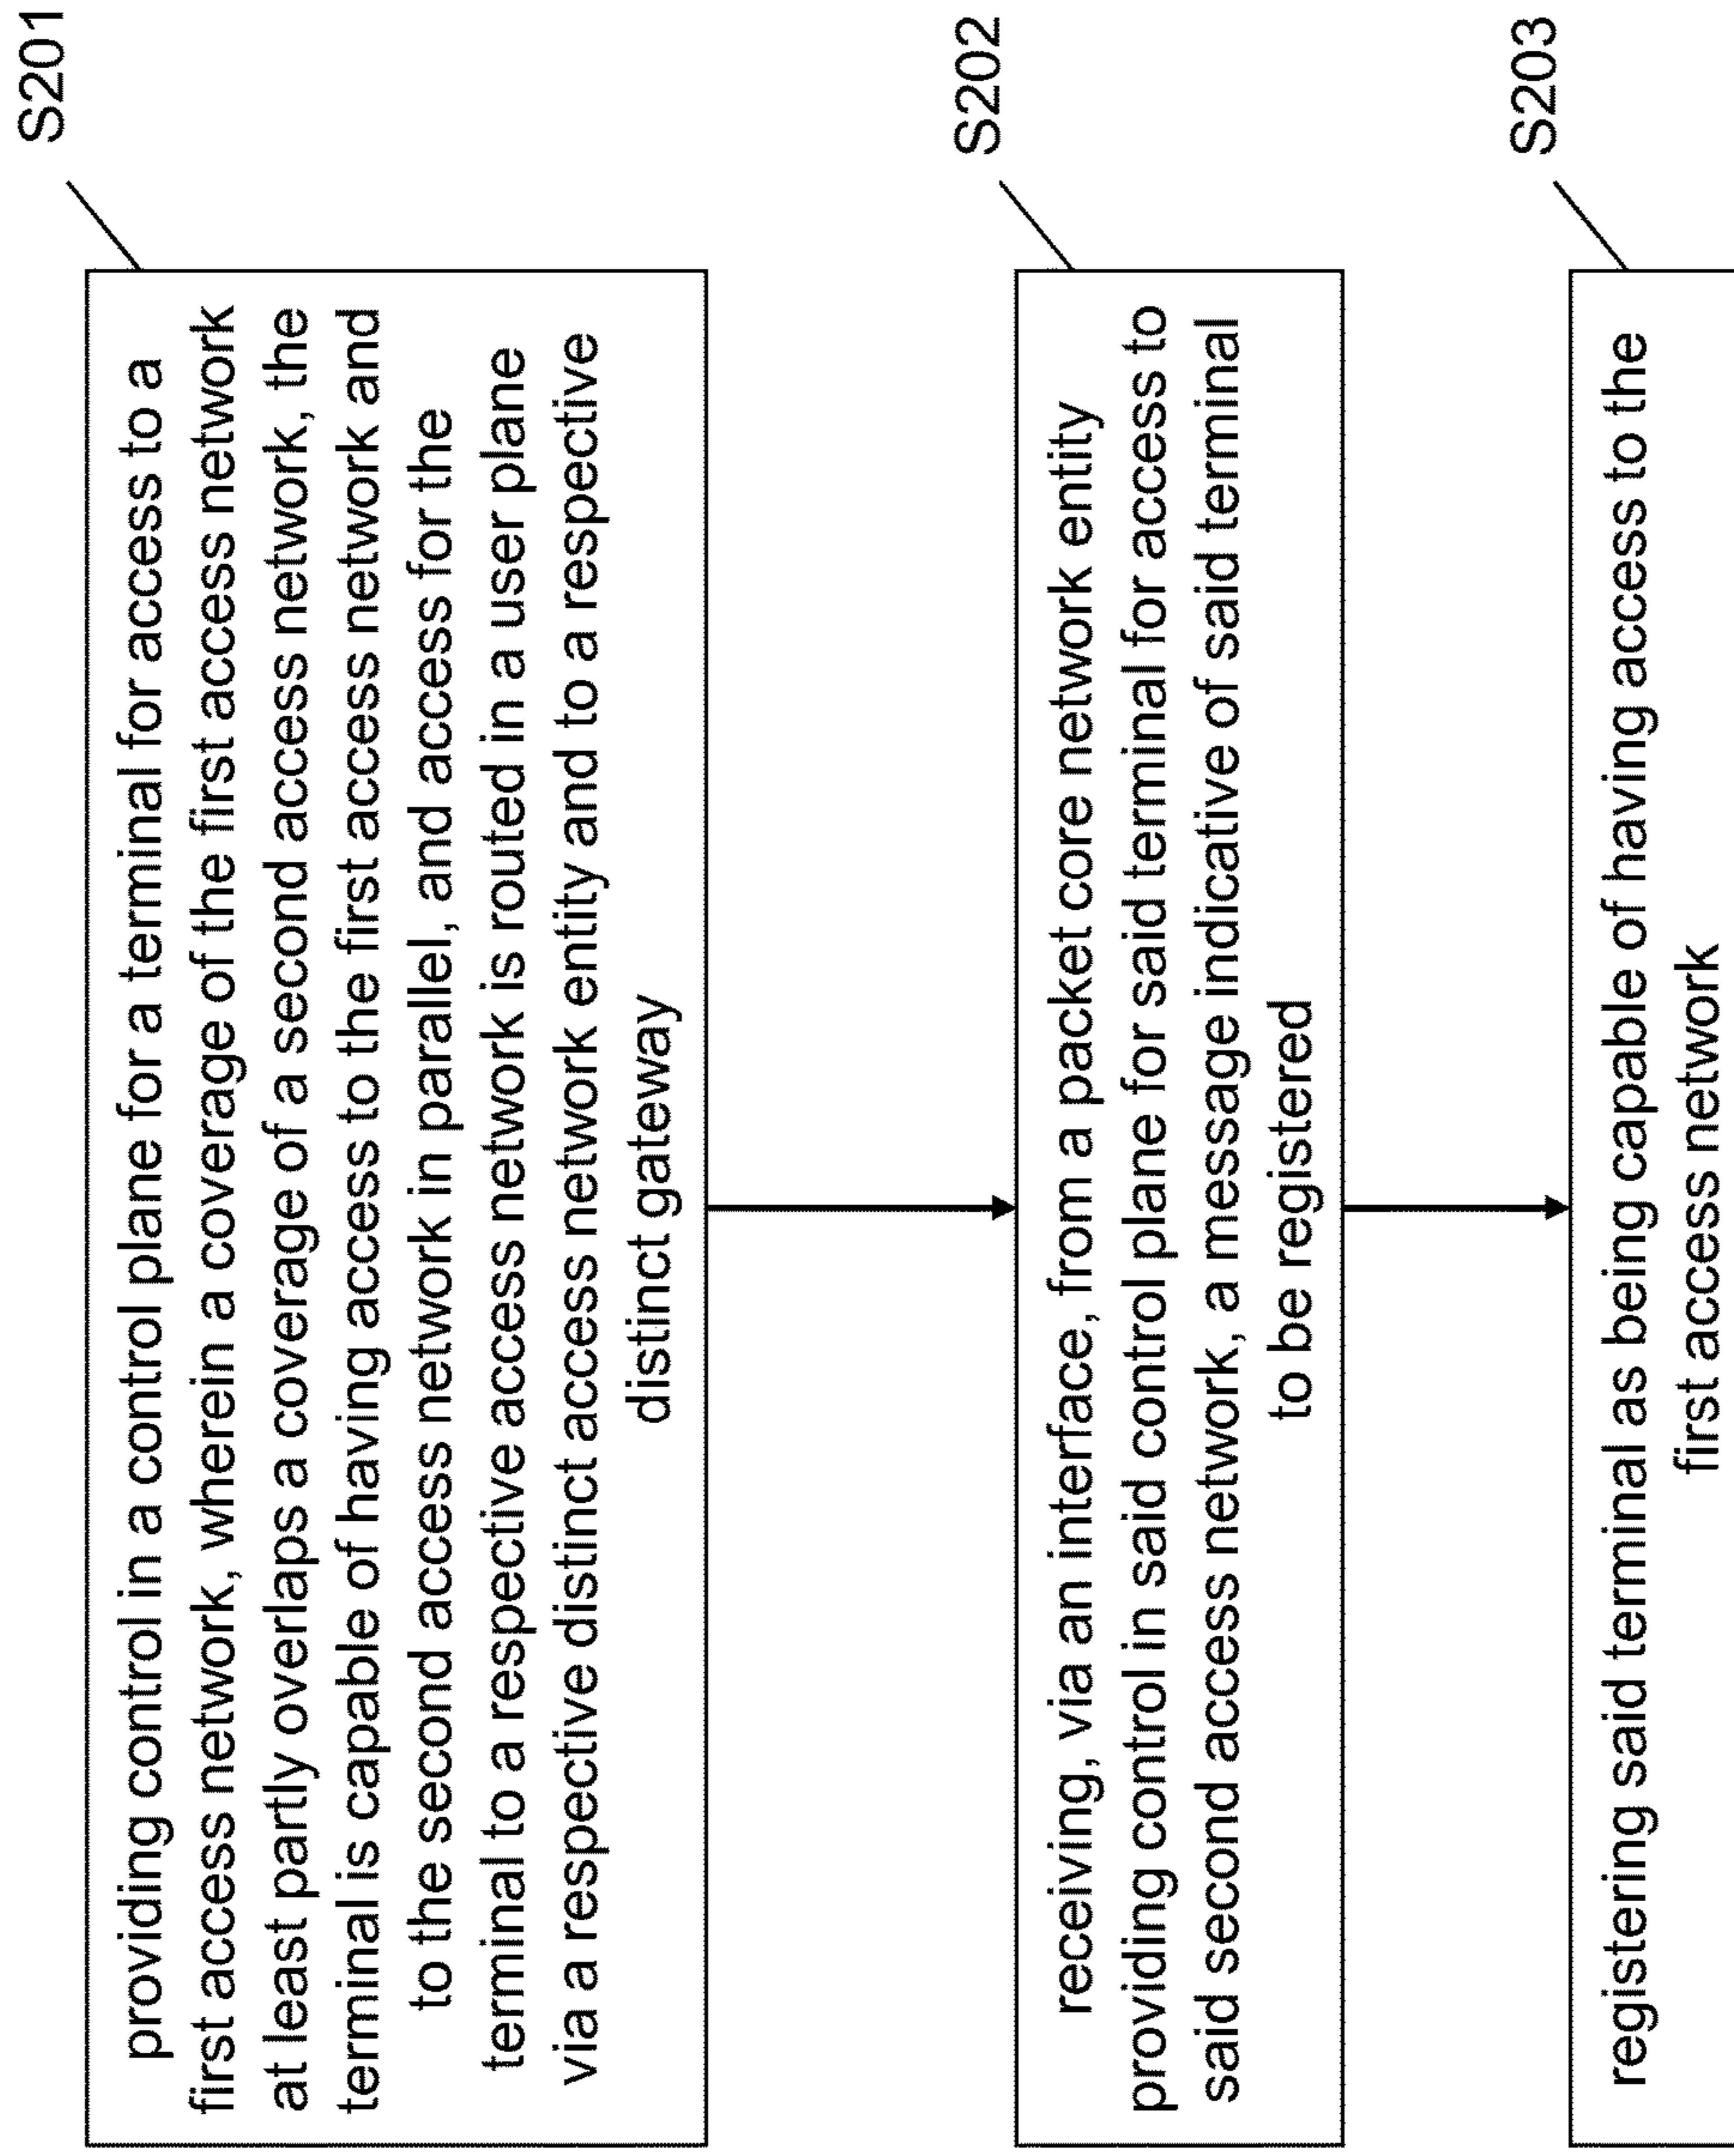 S201
providing control in a control plane for a terminal for access to a
first access network, wherein a coverage of the first access network
at least partly overlaps a coverage of a second access network, the
terminal is capable of having access to the first access network and
to the second access network in parallel, and access for the
terminal to a respective access network is routed in a user plane
via a respective distinct access network entity and to a respective
distinct gateway
S202
receiving, via an interface, from a packet core network entity
providing control in said control plane for said terminal for access to
said second access network, a message indicative of said terminal
to be registered
S203
registering said terminal as being capable of having access to the
first access network